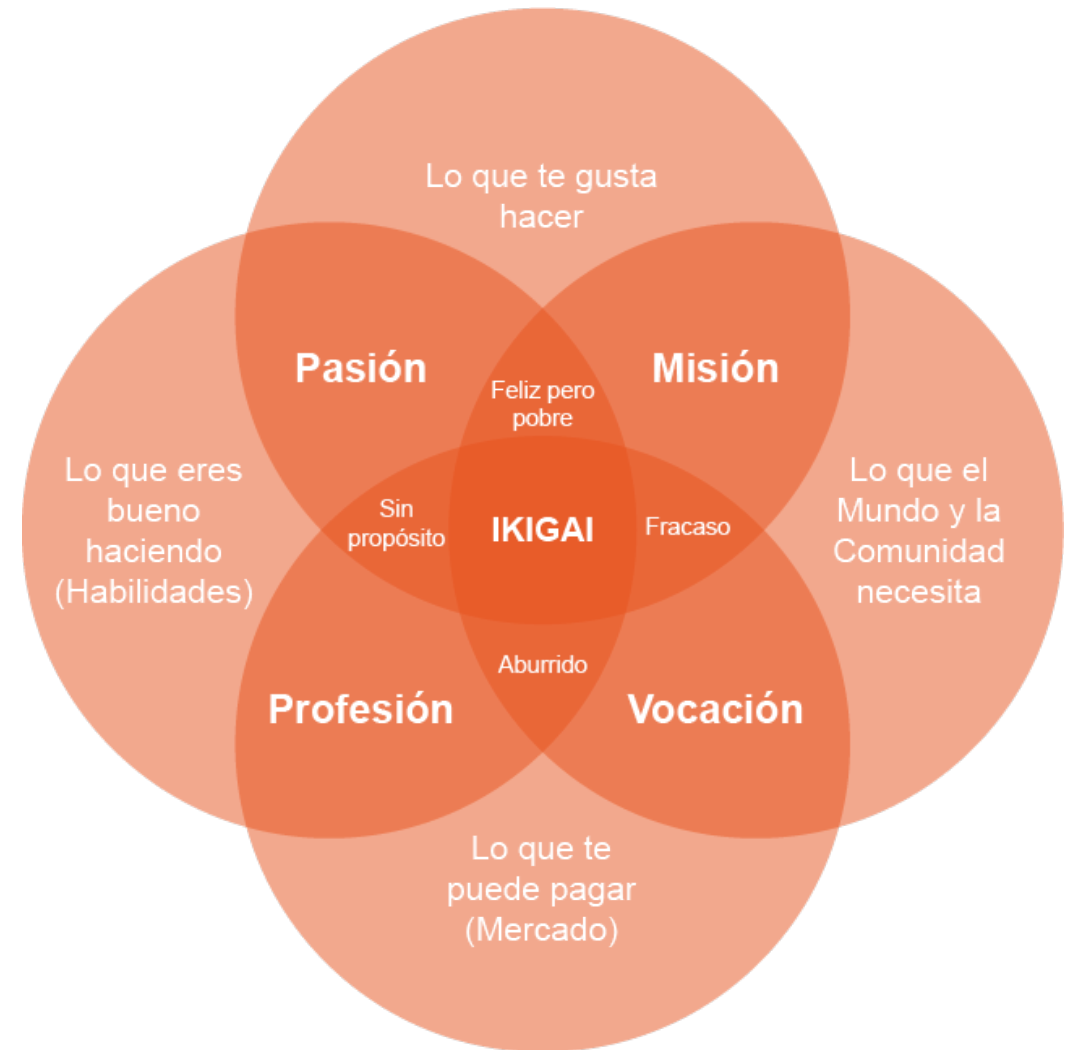 Lo que te gusta
hacer
Pasión
Misión
Feliz pero
pobre
Lo que eres
bueno
haciendo
(Habilidades)
Sin
propósito
IKIGAI
Fracaso
Lo que el
Mundo y la
Comunidad
necesita
Aburrido
Profesión
Vocación
Lo que te
puede pagar
(Mercado)